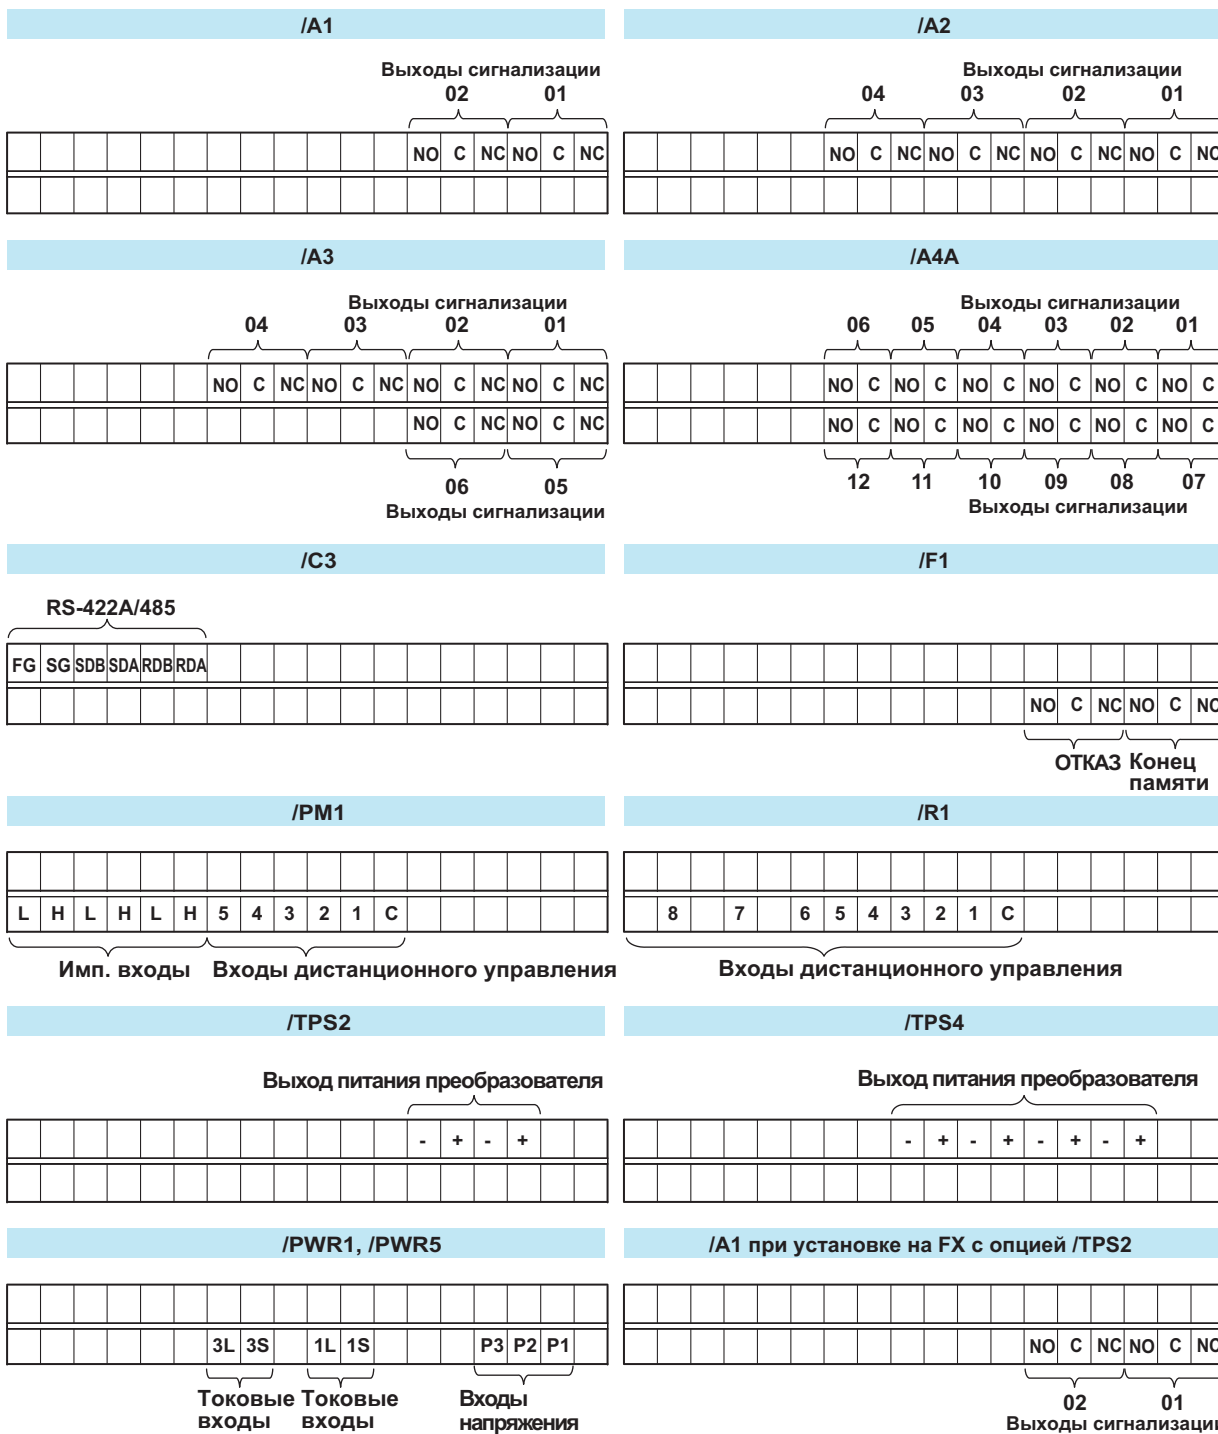 /A1
Выходы сигнализации
02 01
NO C NC NO C NC
/A2
Выходы сигнализации
04 03 02 01
NO C NC NO C NC NO C NC NO C NC
/A3
Выходы сигнализации
04 03 02 01
NO C NC NO C NC NO C NC NO C NC
NO C NC NO C NC
06 05
Выходы сигнализации
/A4A
Выходы сигнализации
06 05 04 03 02 01
NO C NO C NO C NO C NO C NO C
NO C NO C NO C NO C NO C NO C
12 11 10 09 08 07
Выходы сигнализации
/C3
RS-422A/485
FG SG SDB SDA RDB RDA
/F1
NO C NC NO C NC
ОТКАЗ Конец
памяти
/PM1
L H L H L H 5 4 3 2 1 C
Имп. входы Входы дистанционного управления
/R1
8 7 6 5 4 3 2 1 C
Входы дистанционного управления
/TPS2
Выход питания преобразователя
- + - +
/TPS4
Выход питания преобразователя
- + - + - + - +
/PWR1, /PWR5
3L 3S 1L 1S P3 P2 P1
Токовые Токовые Входы
входы входы напряжения
/A1 при установке на FX с опцией /TPS2
NO C NC NO C NC
02 01
Выходы сигнализации